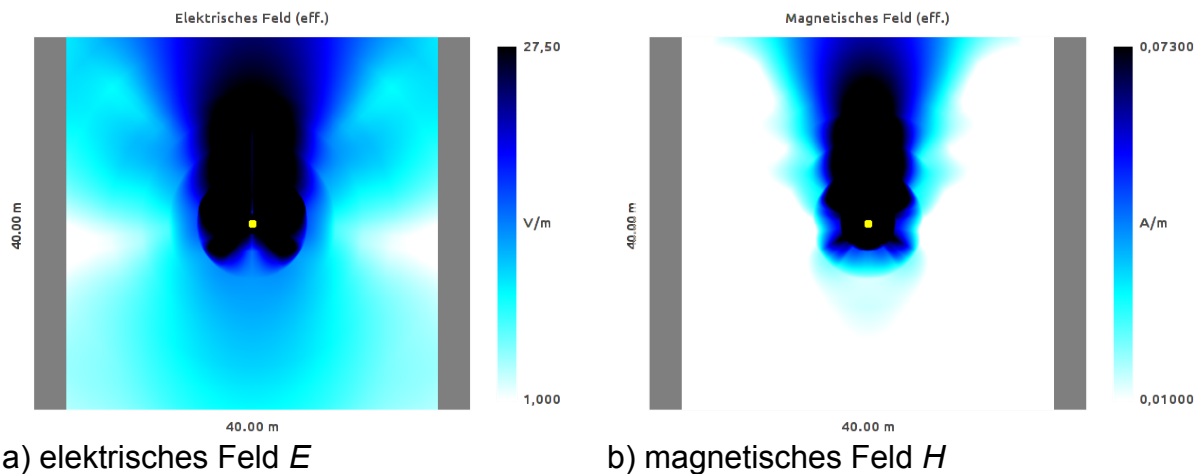 Elektrisches Feld (eff.)
27,50
V/m
1,000
40.00 m
40.00 m
a) elektrisches Feld E
Magnetisches Feld (eff.)
0,07300
A/m
0,01000
40.00 m
40.00 m
b) magnetisches Feld H